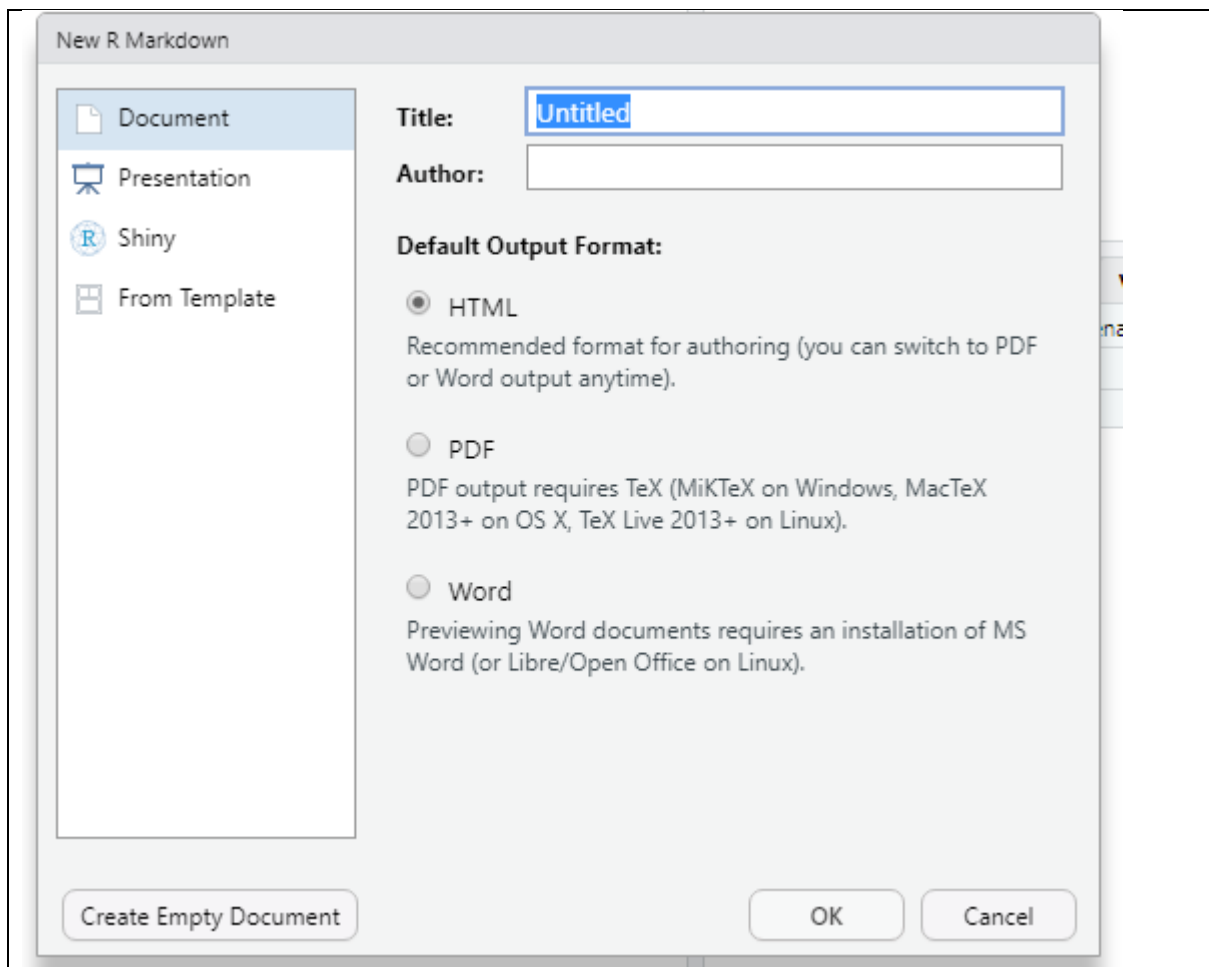 New R Markdown
Document
Presentation
Shiny
From Template
Title:
Untitled
Author:
Default Output Format:
HTML
Recommended format for authoring (you can switch to PDF
or Word output anytime).
PDF
PDF output requires TeX (MiKTeX on Windows, MacTeX
2013+ on OS X, TeX Live 2013+ on Linux).
Word
Previewing Word documents requires an installation of MS
Word (or Libre/Open Office on Linux).
Create Empty Document
OK
Cancel